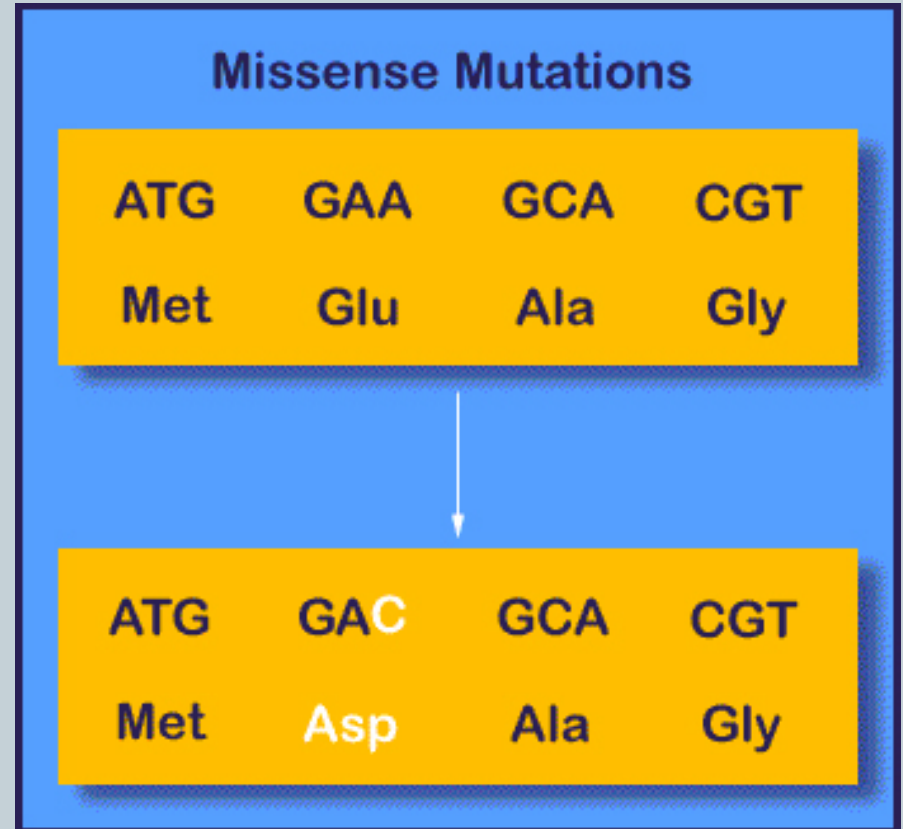 Missense Mutations
ATG GAA GCA CGT
Met Glu Ala Gly
ATG GAC GCA CGT
Met Asp Ala Gly